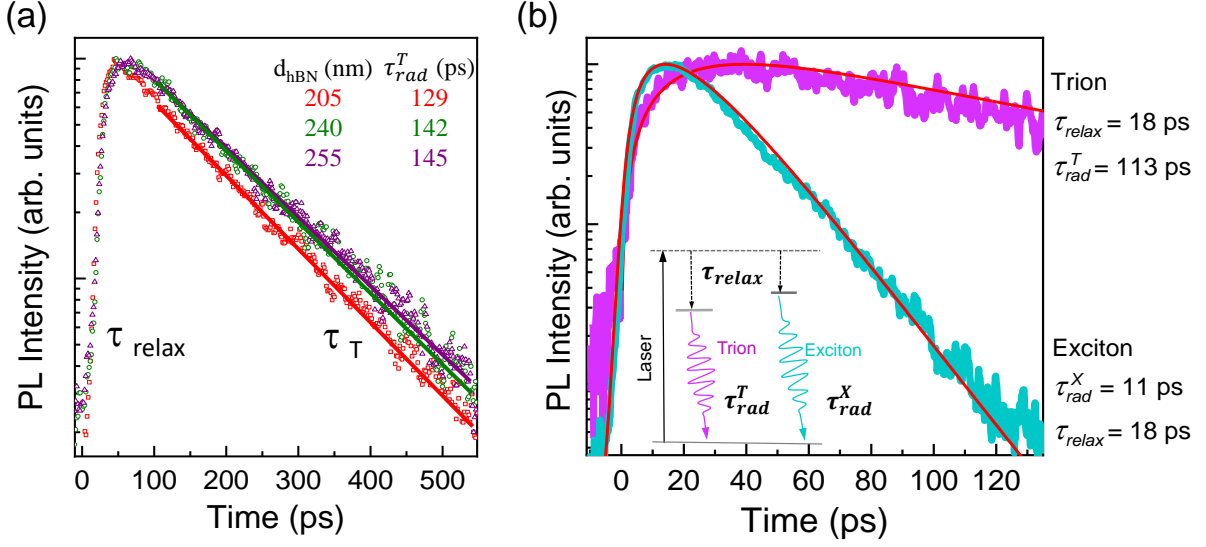 (a)
PL Intensity (arb. units)
d_hBN (nm) τ^T_rad (ps)
205 129
240 142
255 145
τ relax
τ T
0 100 200 300 400 500
Time (ps)
(b)
PL Intensity (arb. units)
Laser
τ_relax
Trion
Exciton
τ^T_rad
τ^X_rad
0 20 40 60 80 100 120
Time (ps)
Trion
τ_relax = 18 ps
τ^T_rad = 113 ps
Exciton
τ^X_rad = 11 ps
τ_relax = 18 ps